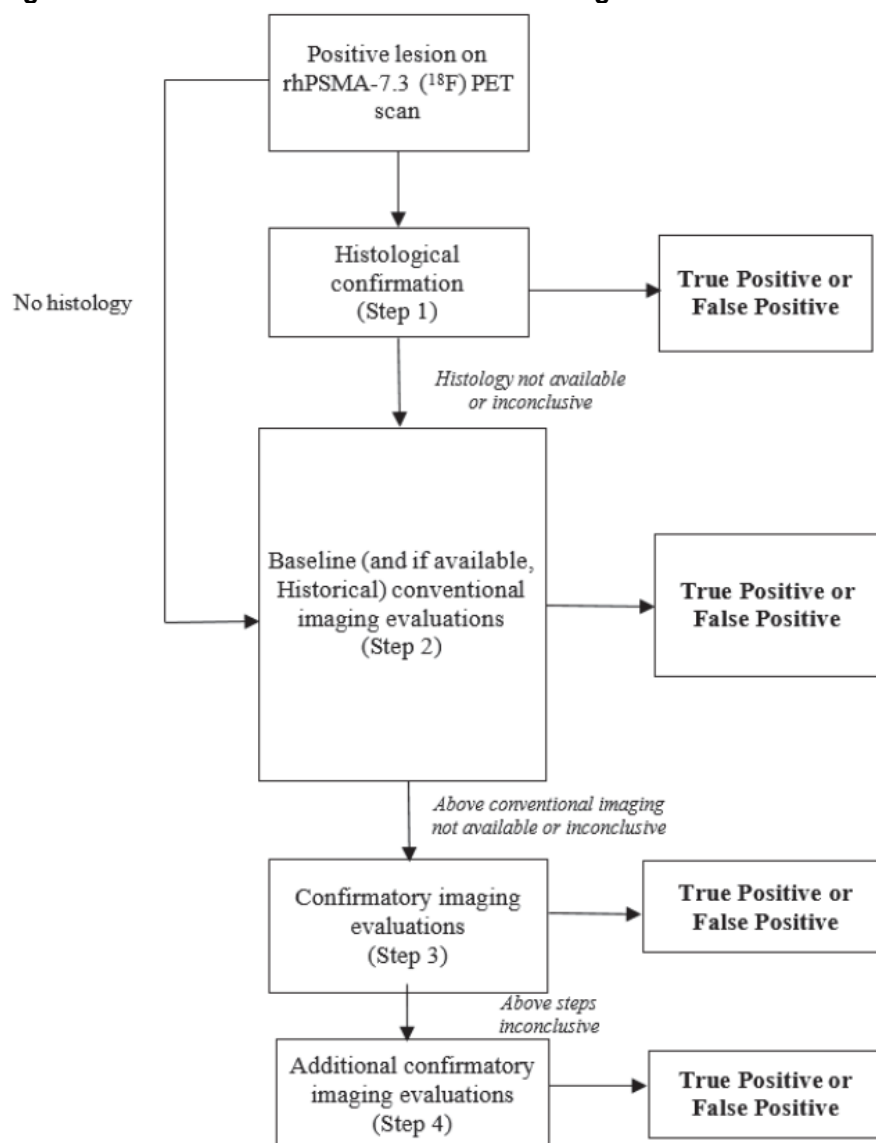 Positive lesion on
rhPSMA-7.3 (¹⁸F) PET
scan
Histological
confirmation
(Step 1)
True Positive or
False Positive
No histology
Histology not available
or inconclusive
Baseline (and if available,
Historical) conventional
imaging evaluations
(Step 2)
True Positive or
False Positive
Above conventional imaging
not available or inconclusive
Confirmatory imaging
evaluations
(Step 3)
True Positive or
False Positive
Above steps
inconclusive
Additional confirmatory
imaging evaluations
(Step 4)
True Positive or
False Positive